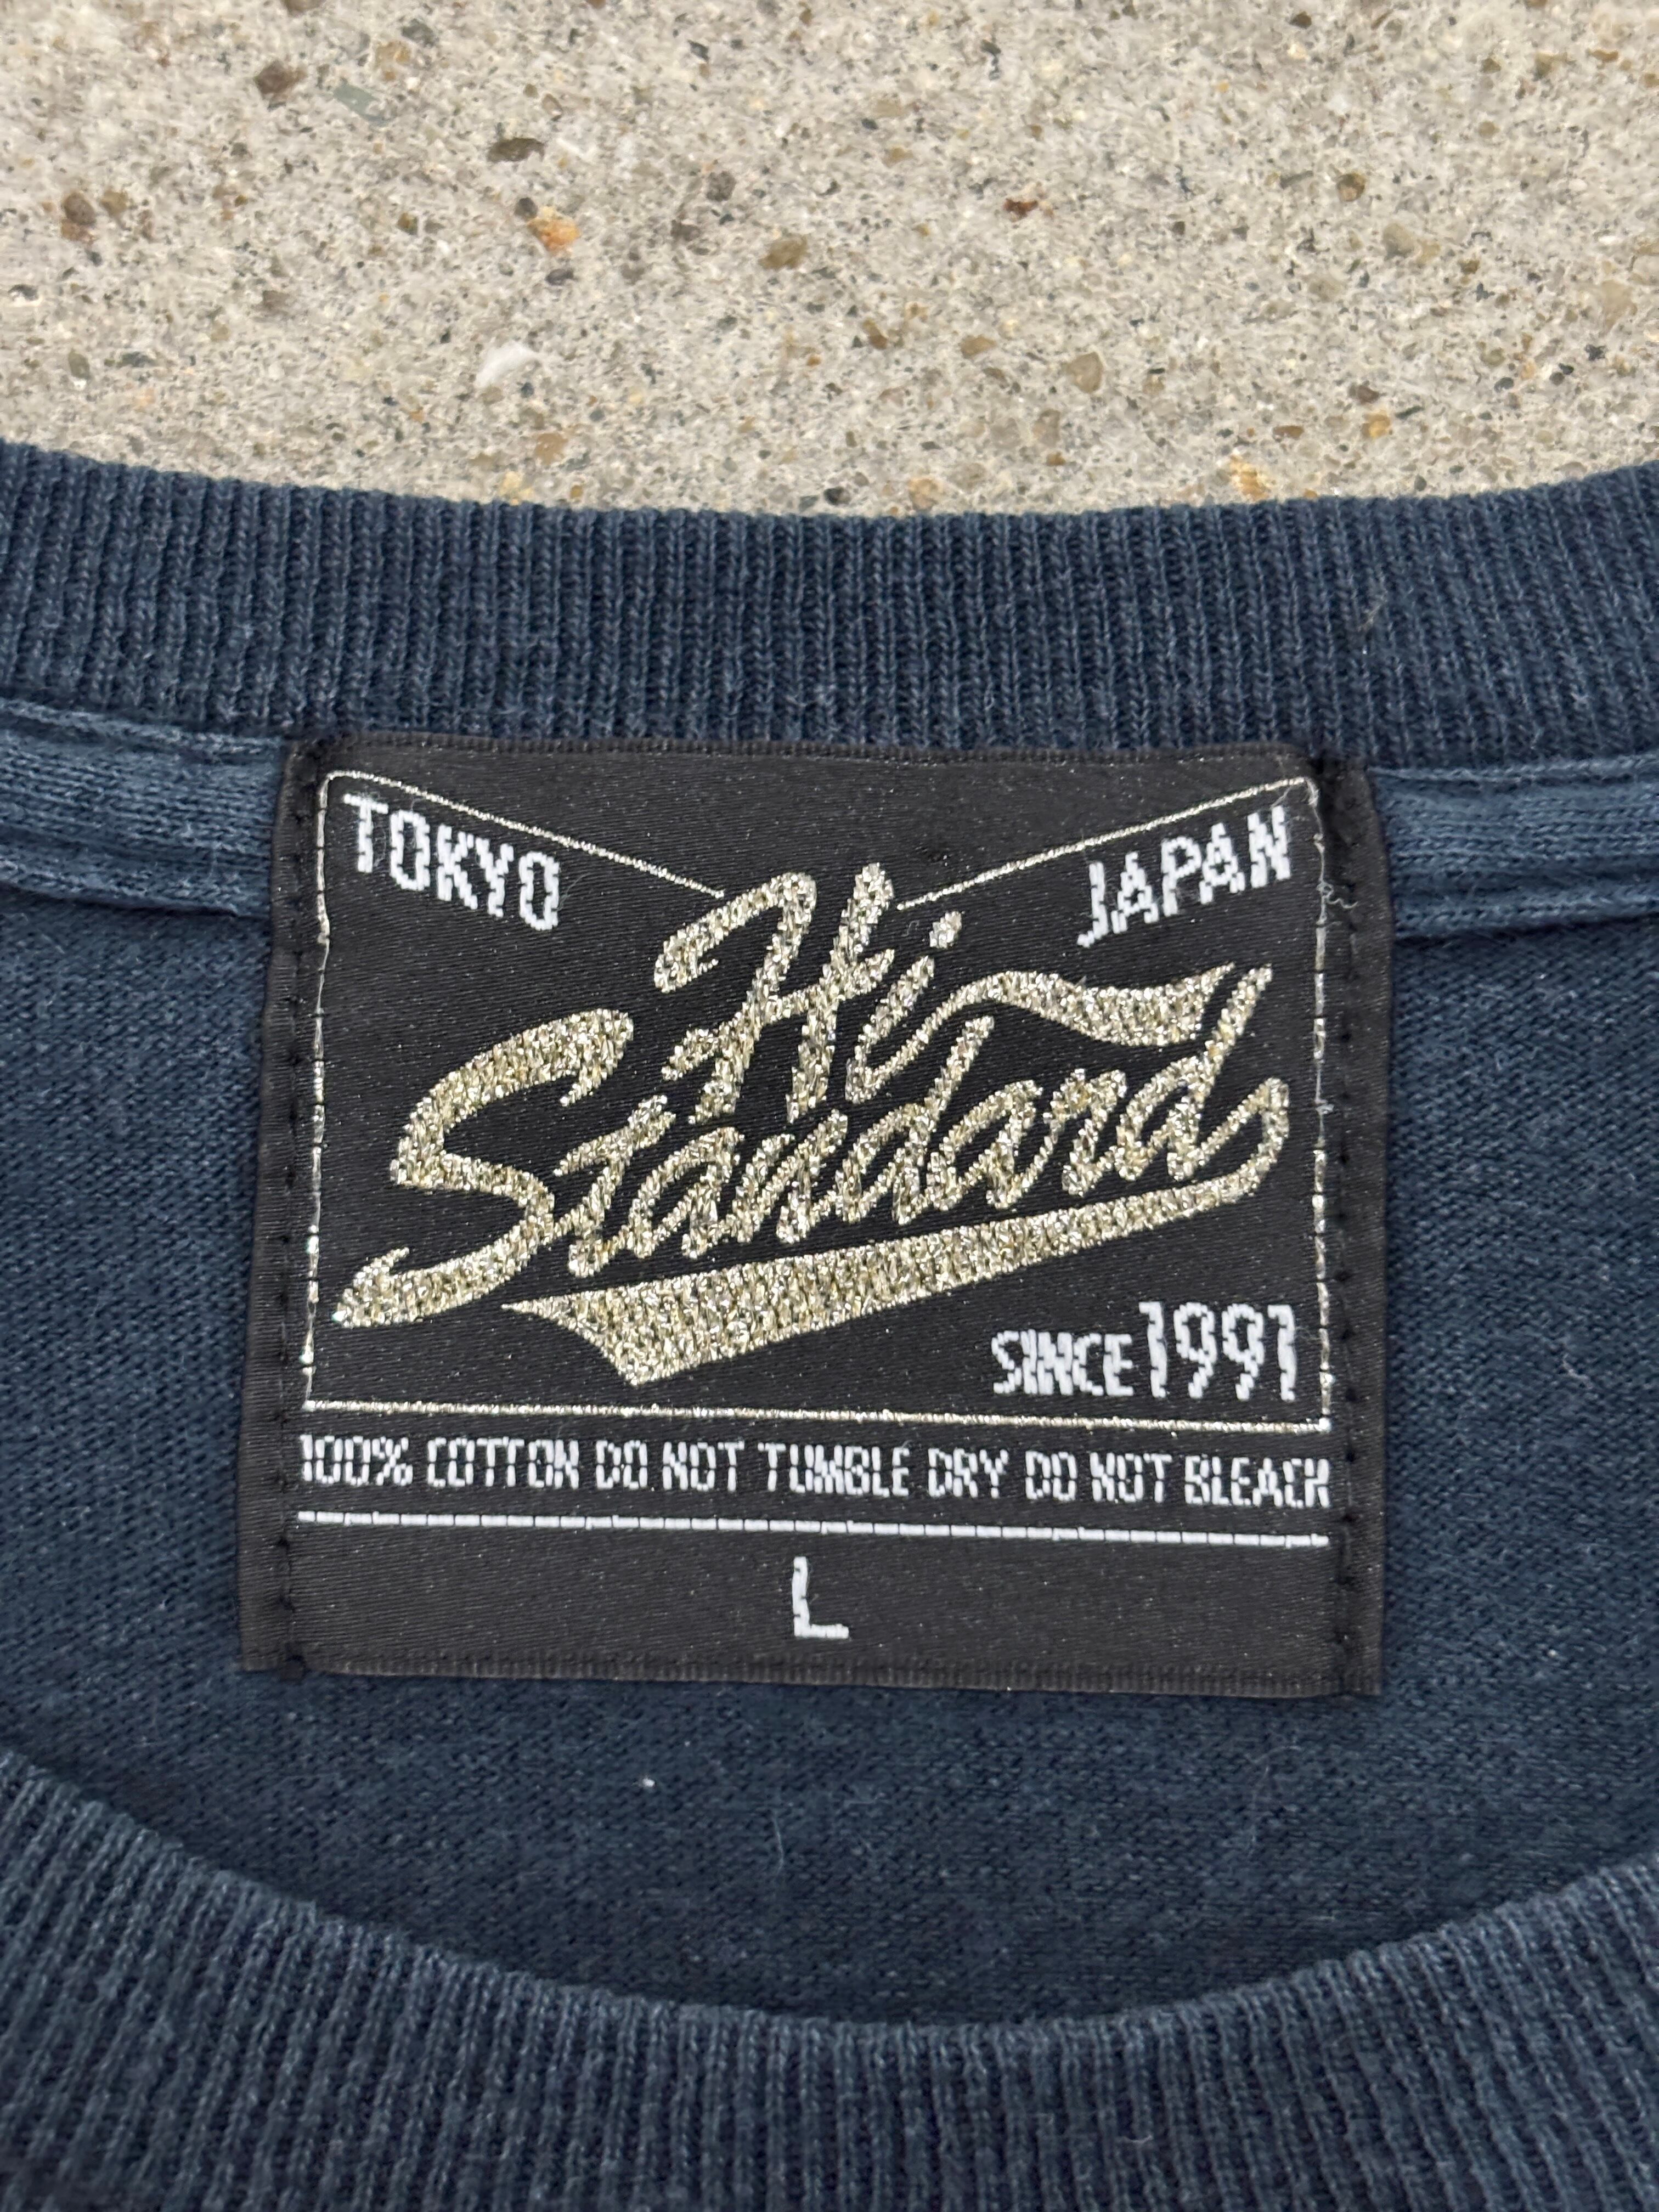 TOKYO JAPAN
Hi
Standard
SINCE 1991
100% COTTON DO NOT TUMBLE DRY DO NOT BLEACH
L